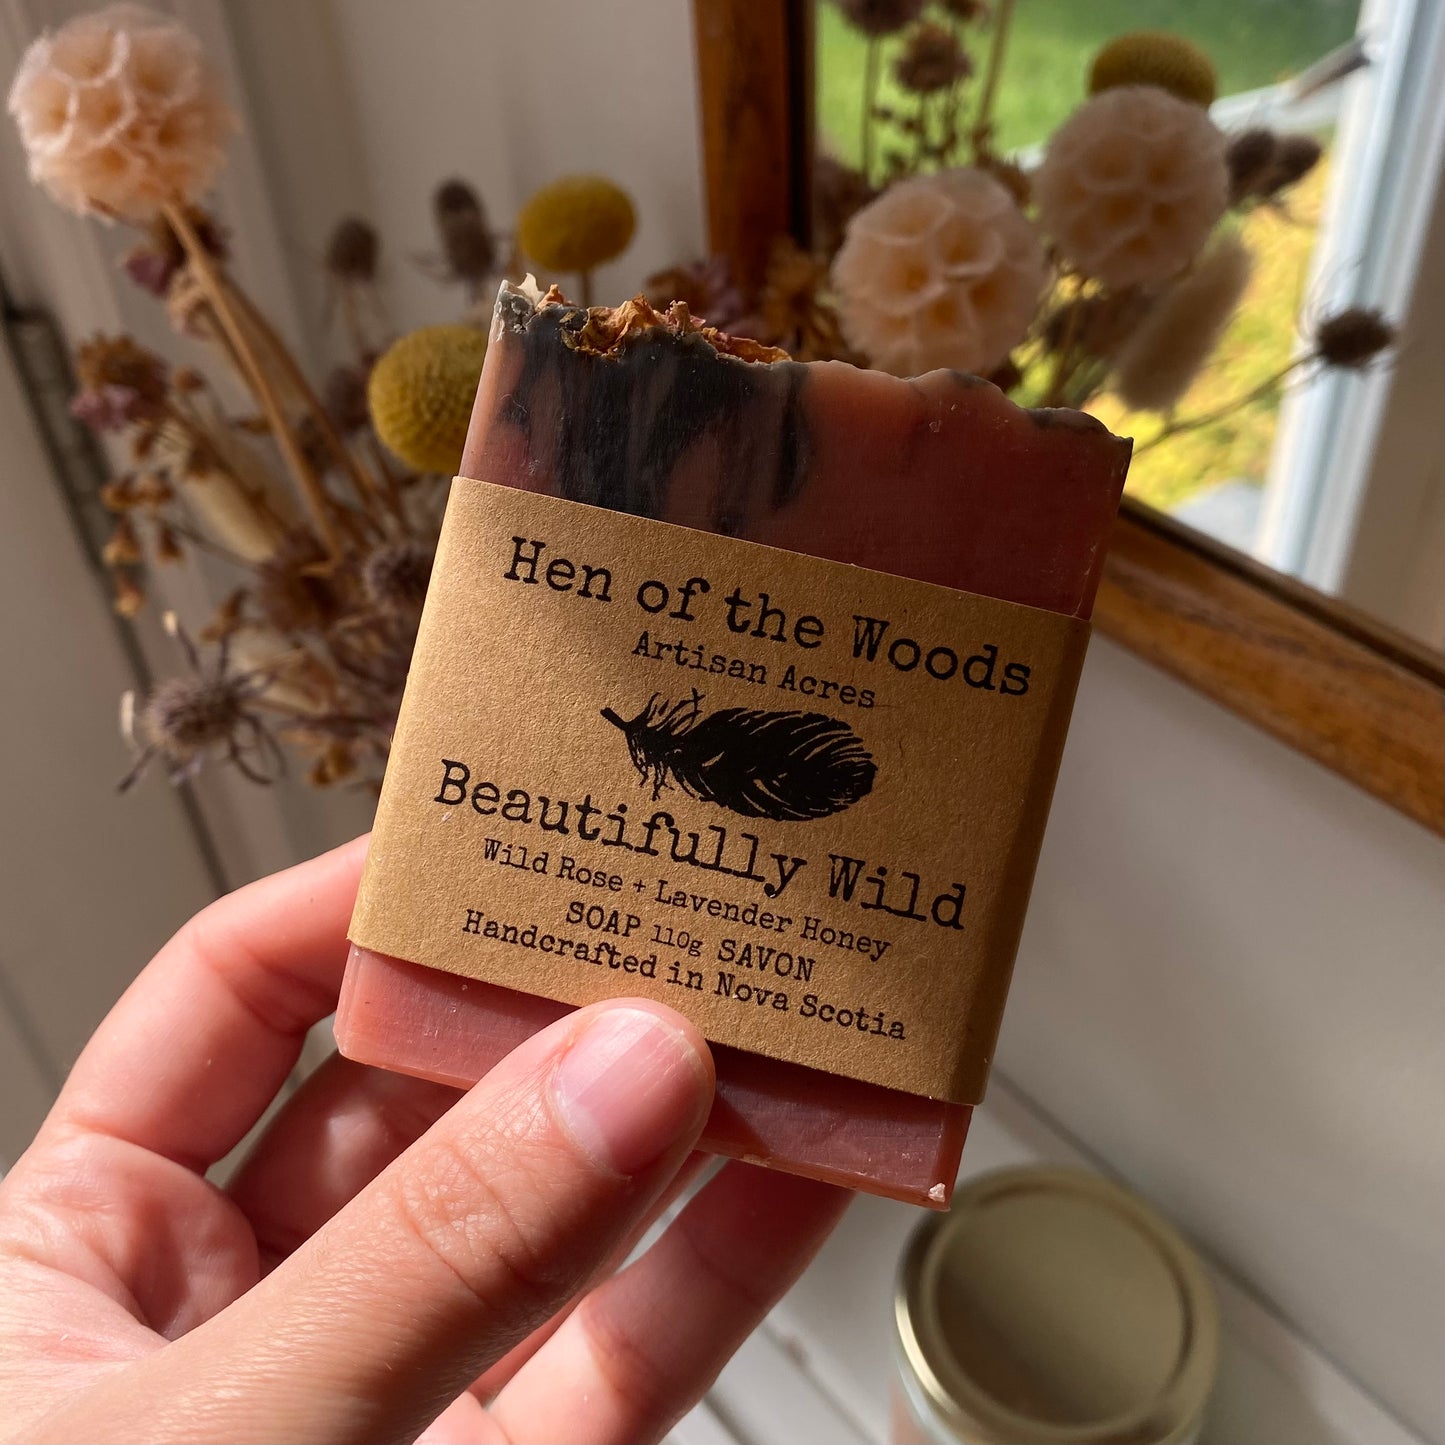 Hen of the Woods
Artisan Acres
Beautifully Wild
Wild Rose + Lavender Honey
SOAP 110g SAVON
Handcrafted in Nova Scotia